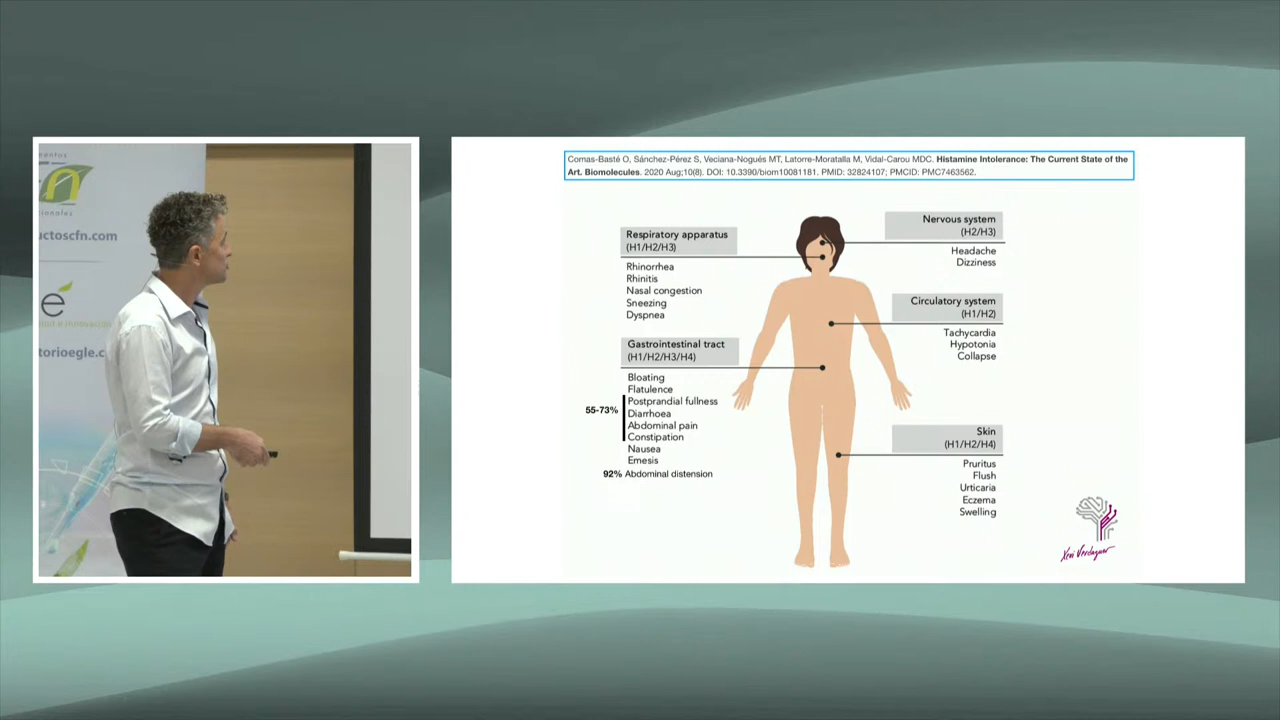 uctoscfn.com
torioegle.c
Comas-Basté O, Sánchez-Pérez S, Veciana-Nogués MT, Latorre-Moratalla M, Vidal-Carou MDC. Histamine Intolerance: The Current State of the
Art. Biomolecules. 2020 Aug;10(8). DOI: 10.3390/biom10081181. PMID: 32824107; PMCID: PMC7463562.
Respiratory apparatus
(H1/H2/H3)
Rhinorrhea
Rhinitis
Nasal congestion
Sneezing
Dyspnea
Gastrointestinal tract
(H1/H2/H3/H4)
Bloating
Flatulence
Postprandial fullness
55-73%
Diarrhoea
Abdominal pain
Constipation
Nausea
Emesis
92% Abdominal distension
Nervous system
(H2/H3)
Headache
Dizziness
Circulatory system
(H1/H2)
Tachycardia
Hypotonia
Collapse
Skin
(H1/H2/H4)
Pruritus
Flush
Urticaria
Eczema
Swelling
Xevi Verdaguer